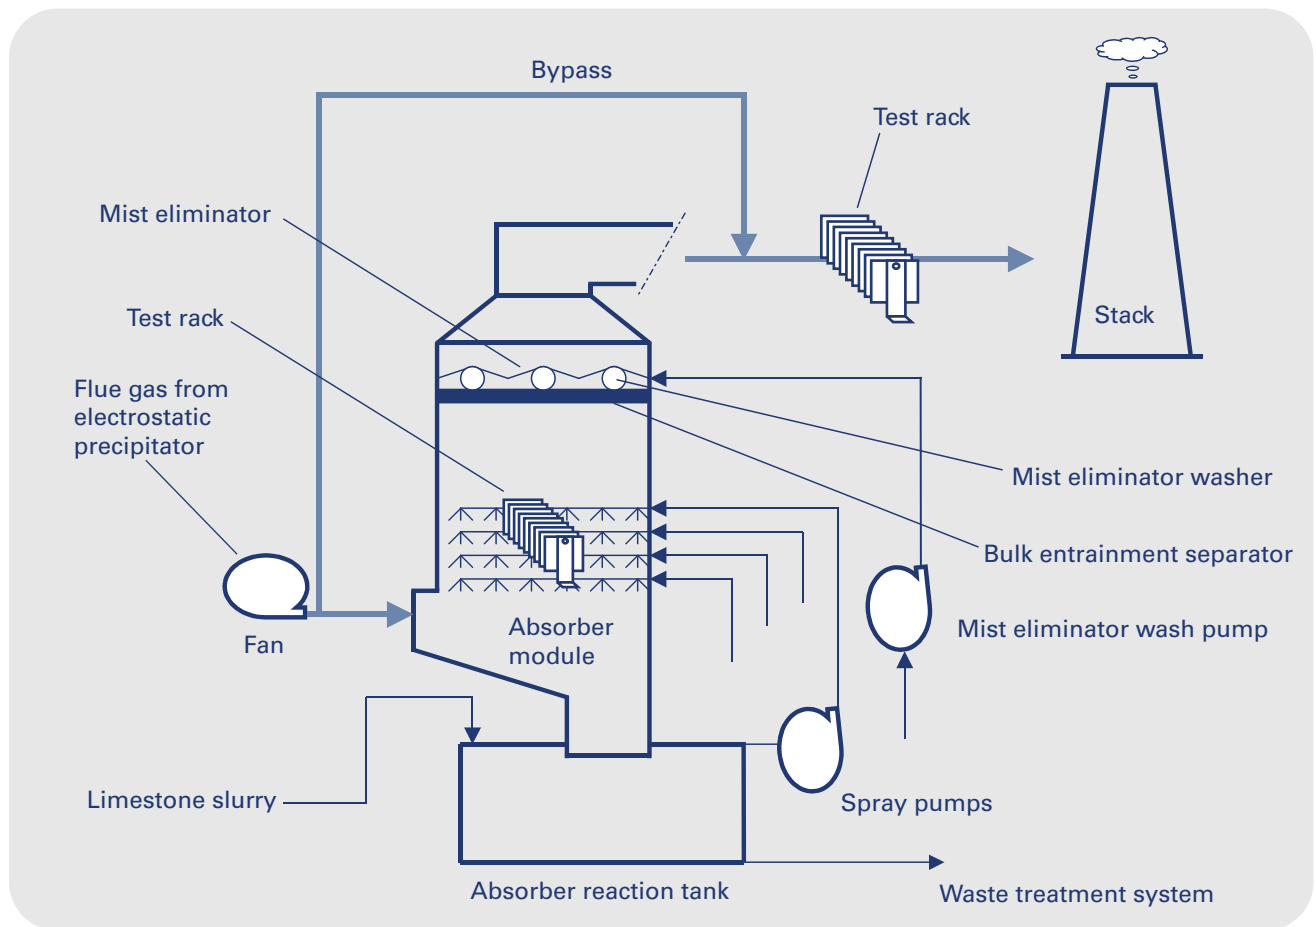 Bypass
Test rack
Mist eliminator
Test rack
Stack
Flue gas from
electrostatic
precipitator
Mist eliminator washer
Bulk entrainment separator
Fan
Absorber
module
Mist eliminator wash pump
Limestone slurry
Spray pumps
Absorber reaction tank
Waste treatment system